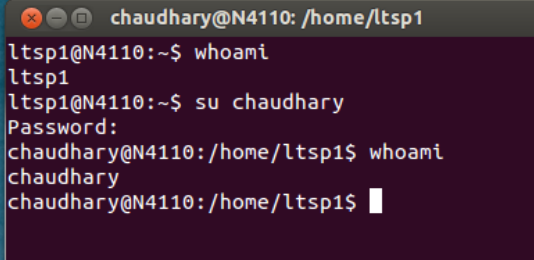 chaudhary@N4110: /home/ltsp1
ltsp1@N4110:~$ whoami
ltsp1
ltsp1@N4110:~$ su chaudhary
Password:
chaudhary@N4110:/home/ltsp1$ whoami
chaudhary
chaudhary@N4110:/home/ltsp1$